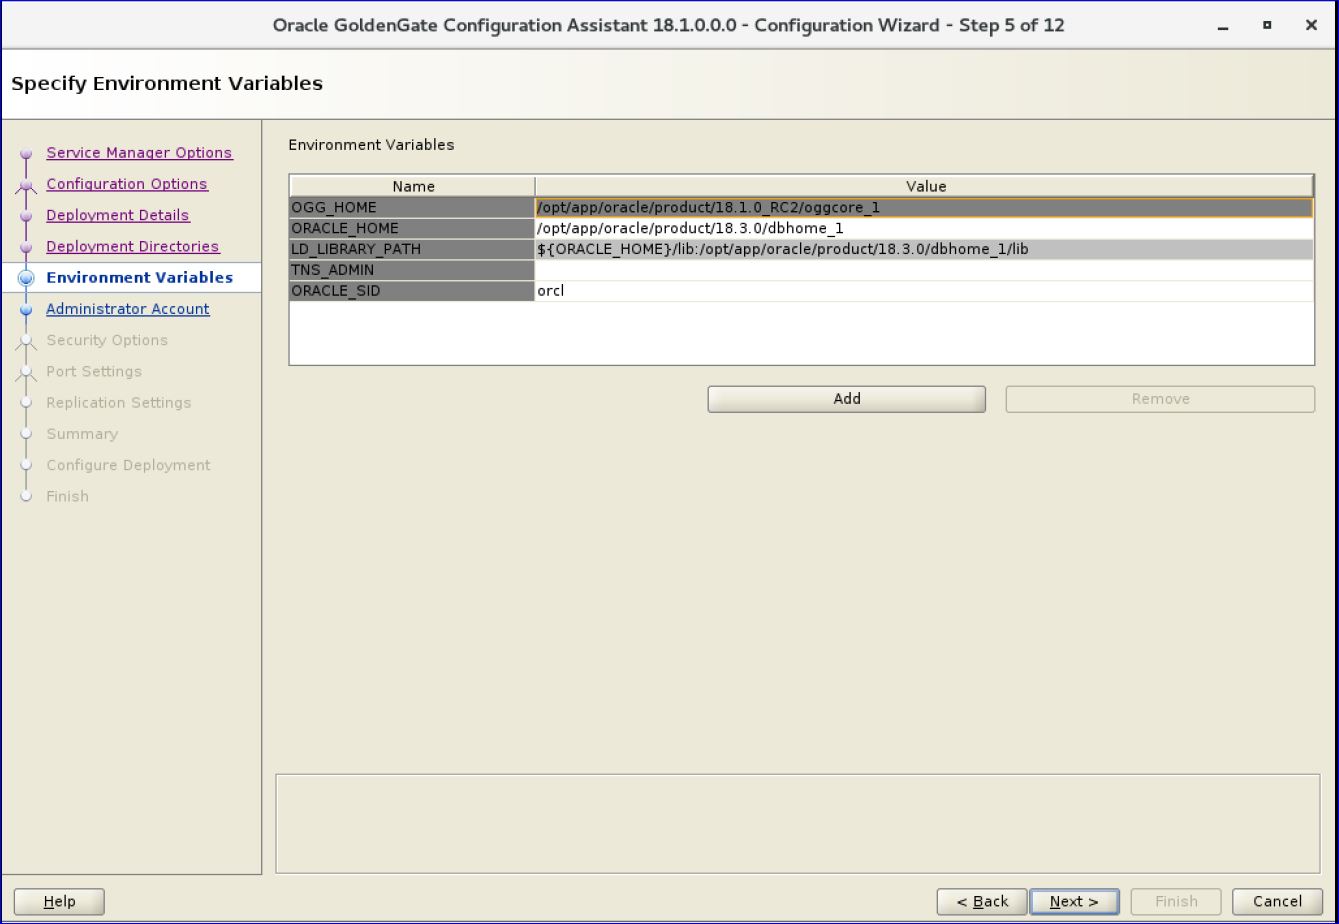 Oracle GoldenGate Configuration Assistant 18.1.0.0.0 - Configuration Wizard - Step 5 of 12
Specify Environment Variables
Service Manager Options
Configuration Options
Deployment Details
Deployment Directories
Environment Variables
Administrator Account
Security Options
Port Settings
Replication Settings
Summary
Configure Deployment
Finish
Environment Variables
Name Value
OGG_HOME /opt/app/oracle/product/18.1.0_RC2/oggcore_1
ORACLE_HOME /opt/app/oracle/product/18.3.0/dbhome_1
LD_LIBRARY_PATH ${ORACLE_HOME}/lib:/opt/app/oracle/product/18.3.0/dbhome_1/lib
TNS_ADMIN
ORACLE_SID orcl
Add Remove
Help < Back Next > Finish Cancel